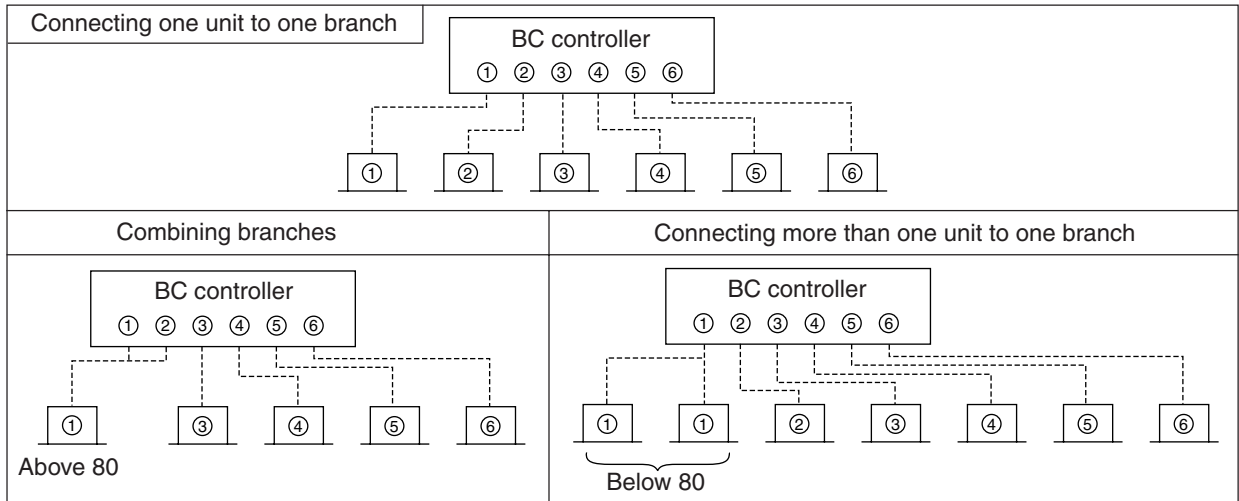 Connecting one unit to one branch
BC controller
① ② ③ ④ ⑤ ⑥
① ② ③ ④ ⑤ ⑥
Combining branches
BC controller
① ② ③ ④ ⑤ ⑥
① ③ ④ ⑤ ⑥
Above 80
Connecting more than one unit to one branch
BC controller
① ② ③ ④ ⑤ ⑥
① ① ② ③ ④ ⑤ ⑥
Below 80